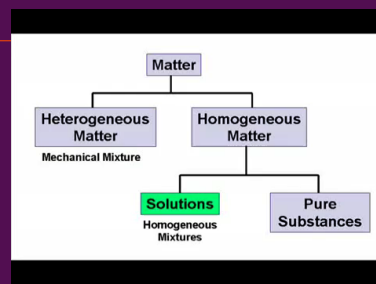 Matter
Heterogeneous
Matter
Mechanical Mixture
Homogeneous
Matter
Solutions
Homogeneous
Mixtures
Pure
Substances